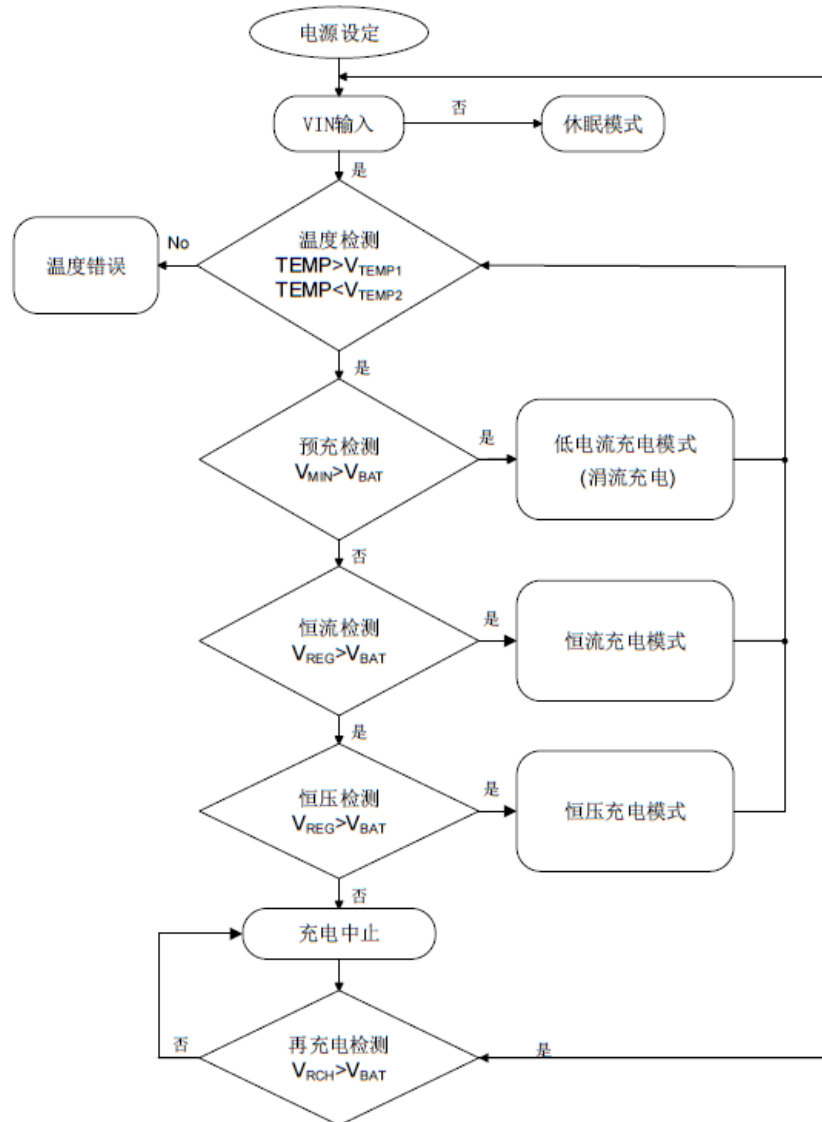 电源设定
VIN输入
否
休眠模式
是
温度检测
TEMP>VTEMP1
TEMP<VTEMP2
No
温度错误
是
预充检测
VMIN>VBAT
是
低电流充电模式
(涓流充电)
否
恒流检测
VREG>VBAT
是
恒流充电模式
是
恒压检测
VREG>VBAT
是
恒压充电模式
否
充电中止
否
再充电检测
VRCH>VBAT
是